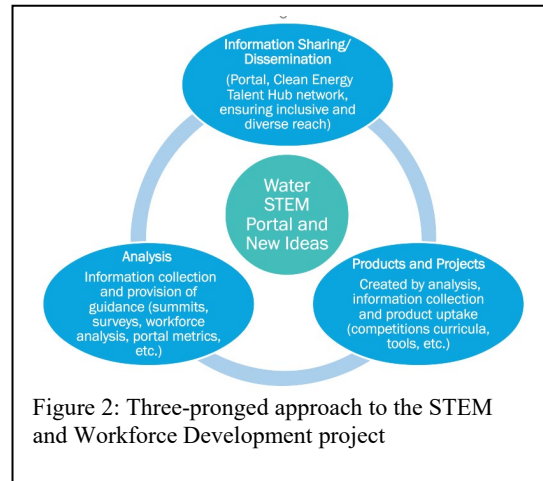 Information Sharing/
Dissemination
(Portal, Clean Energy
Talent Hub network,
ensuring inclusive and
diverse reach)
Water
STEM
Portal and
New Ideas
Analysis
Information collection
and provision of
guidance (summits,
surveys, workforce
analysis, portal metrics,
etc.)
Products and Projects
Created by analysis,
information collection
and product uptake
(competitions curricula,
tools, etc.)
Figure 2: Three-pronged approach to the STEM
and Workforce Development project